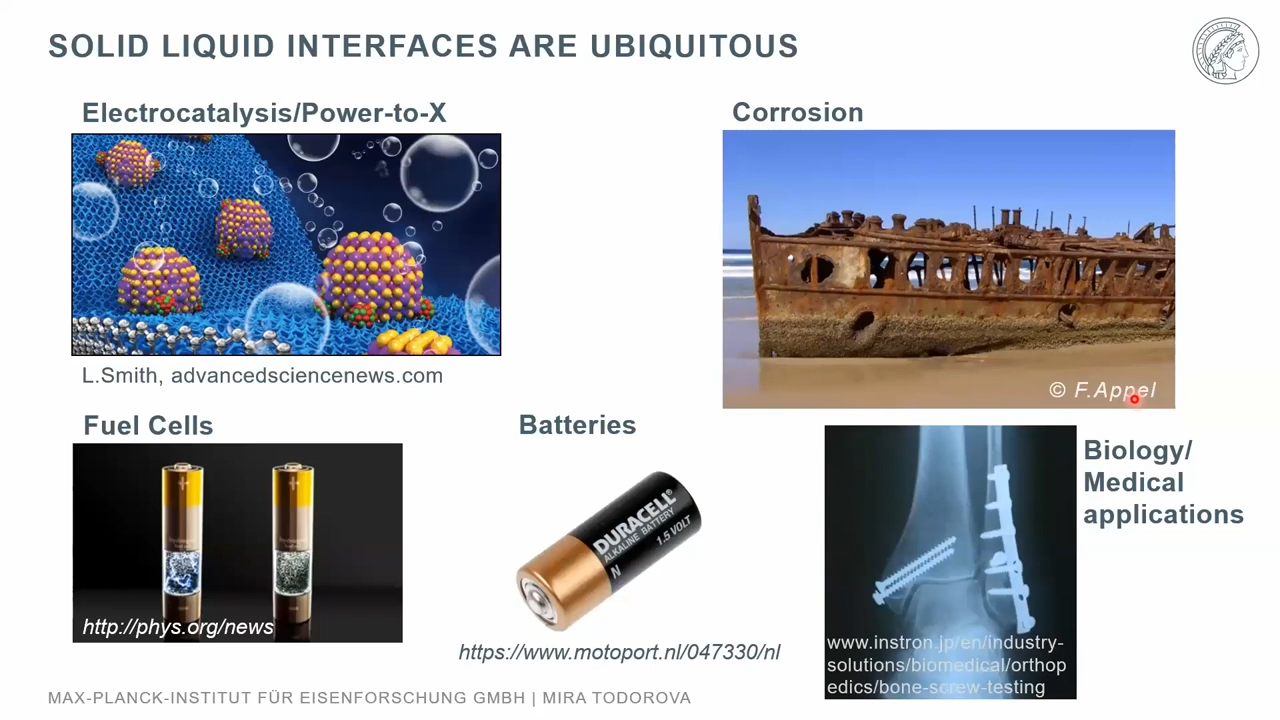 SOLID LIQUID INTERFACES ARE UBIQUITOUS
Electrocatalysis/Power-to-X
L.Smith, advancedsciencenews.com
Corrosion
© F.Appel
Fuel Cells
http://phys.org/news
Batteries
DURACELL®
ALKALINE BATTERY
N
1.5 VOLT
https://www.motoport.nl/047330/nl
Biology/
Medical
applications
www.instron.jp/en/industry-
solutions/biomedical/orthop
edics/bone-screw-testing
MAX-PLANCK-INSTITUT FÜR EISENFORSCHUNG GMBH | MIRA TODOROVA